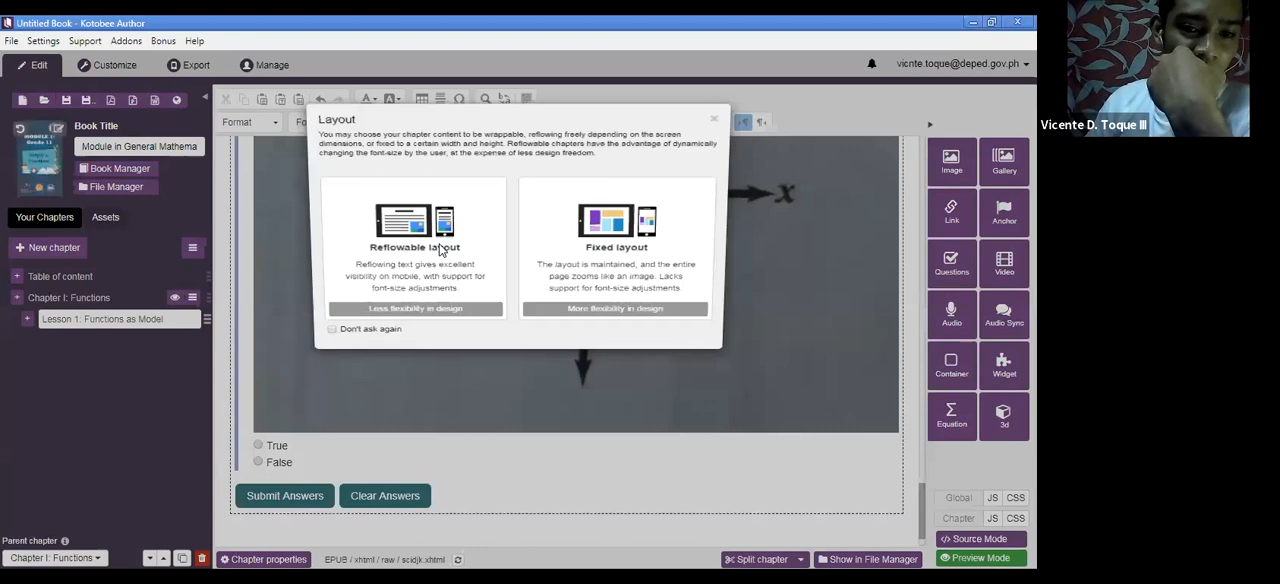 Untitled Book - Kotobee Author
File Settings Support Addons Bonus Help
Edit Customize Export Manage
vicnte.toque@deped.gov.ph
Book Title
Module in General Mathema
Book Manager
File Manager
Your Chapters Assets
+ New chapter
Table of content
Chapter I: Functions
Lesson 1: Functions as Model
Parent chapter
Chapter I: Functions
Format
Layout
You may choose your chapter content to be wrappable, reflowing freely depending on the screen
dimensions, or fixed to a certain width and height. Reflowable chapters have the advantage of dynamically
changing the font-size by the user, at the expense of less design freedom.
Reflowable layout
Reflowing text gives excellent
visibility on mobile, with support for
font-size adjustments.
Less flexibility in design
Fixed layout
The layout is maintained, and the entire
page zooms like an image. Lacks
support for font-size adjustments.
More flexibility in design
Don't ask again
x
True
False
Submit Answers Clear Answers
Chapter properties EPUB / xhtml / raw / scidjk.xhtml Split chapter Show in File Manager
Image Gallery
Link Anchor
Questions Video
Audio Audio Sync
Container Widget
Equation 3d
Global JS CSS
Chapter JS CSS
</> Source Mode
Preview Mode
Vicente D. Toque III